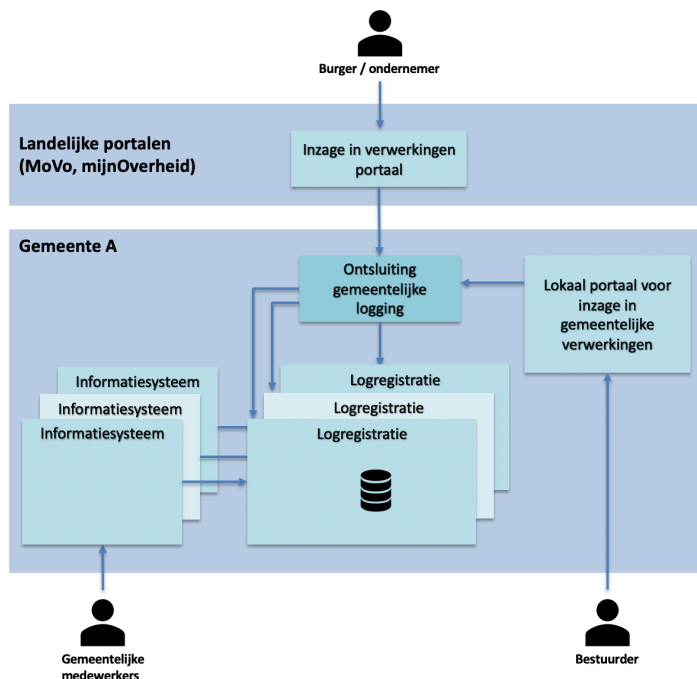 Burger / ondernemer
Landelijke portalen
(MoVo, mijnOverheid)
Inzage in verwerkingen
portaal
Gemeente A
Ontsluiting
gemeentelijke
logging
Lokaal portaal voor
inzage in
gemeentelijke
verwerkingen
Informatiesysteem
Informatiesysteem
Informatiesysteem
Logregistratie
Logregistratie
Logregistratie
Gemeentelijke
medewerkers
Bestuurder